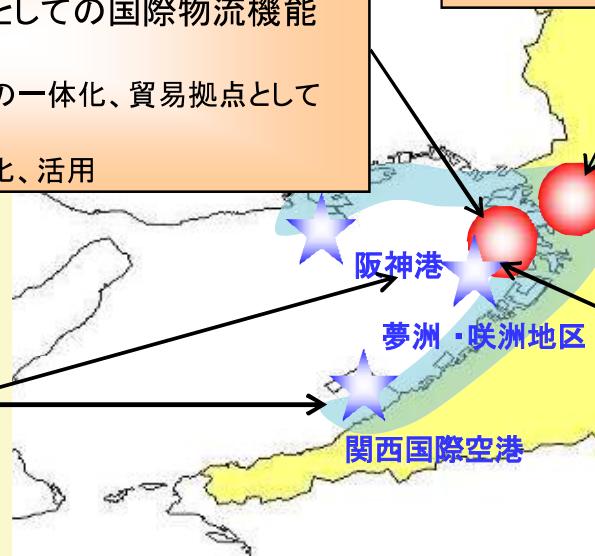 としての国際物流機能
の一体化、貿易拠点として
化、活用
阪神港
夢洲・咲洲地区
関西国際空港